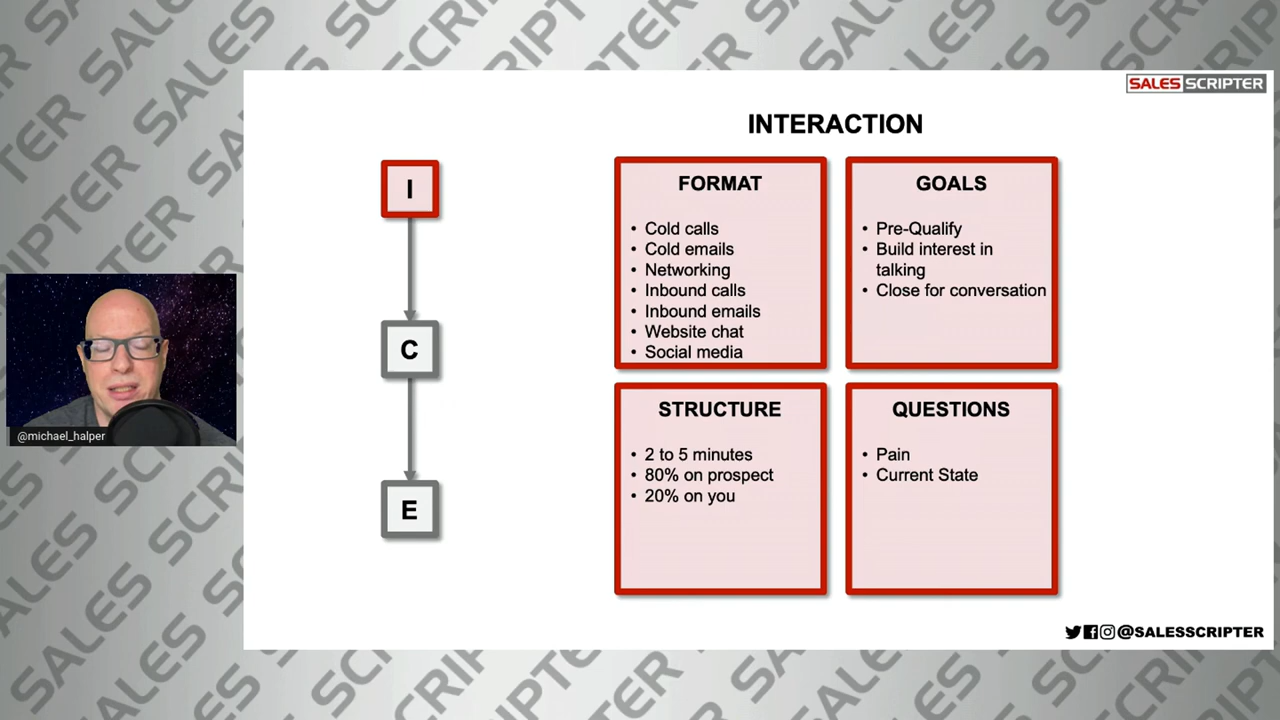 SALES SCRIPTER
INTERACTION
I
C
E
FORMAT
• Cold calls
• Cold emails
• Networking
• Inbound calls
• Inbound emails
• Website chat
• Social media
GOALS
• Pre-Qualify
• Build interest in
talking
• Close for conversation
STRUCTURE
• 2 to 5 minutes
• 80% on prospect
• 20% on you
QUESTIONS
• Pain
• Current State
@michael_halper
@SALESSCRIPTER